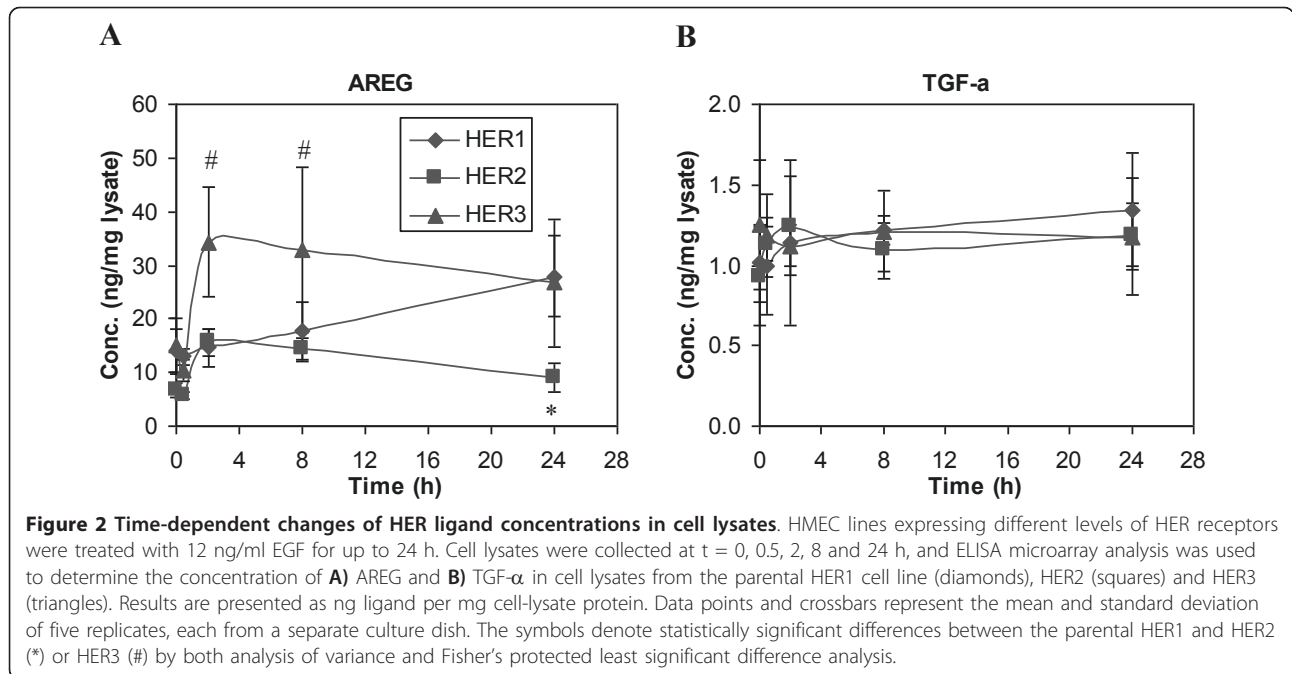 A
B
AREG
TGF-a
60
50
40
30
20
10
0
Conc. (ng/mg lysate)
#
#
*
HER1
HER2
HER3
0 4 8 12 16 20 24 28
Time (h)
2.0
1.5
1.0
0.5
0.0
Conc. (ng/mg lysate)
0 4 8 12 16 20 24 28
Time (h)
Figure 2 Time-dependent changes of HER ligand concentrations in cell lysates. HMEC lines expressing different levels of HER receptors
were treated with 12 ng/ml EGF for up to 24 h. Cell lysates were collected at t = 0, 0.5, 2, 8 and 24 h, and ELISA microarray analysis was used
to determine the concentration of A) AREG and B) TGF-α in cell lysates from the parental HER1 cell line (diamonds), HER2 (squares) and HER3
(triangles). Results are presented as ng ligand per mg cell-lysate protein. Data points and crossbars represent the mean and standard deviation
of five replicates, each from a separate culture dish. The symbols denote statistically significant differences between the parental HER1 and HER2
(*) or HER3 (#) by both analysis of variance and Fisher's protected least significant difference analysis.